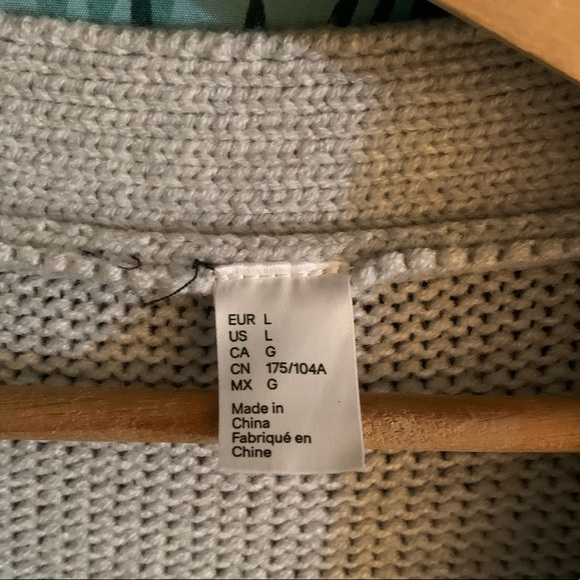 EUR L
US L
CA G
CN 175/104A
MX G
Made in
China
Fabriqué en
Chine